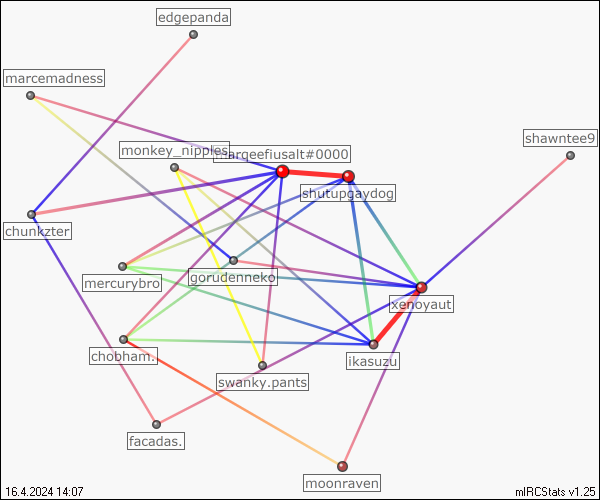 edgepanda
marcemadness
shawntee9
monkey_nipples
marqeefiusalt#0000
shutupgaydog
chunkzter
mercurybro
gorudenneko
xenoyaut
chobham.
ikasuzu
swanky.pants
facadas.
moonraven
16.4.2024 14:07
mIRCStats v1.25